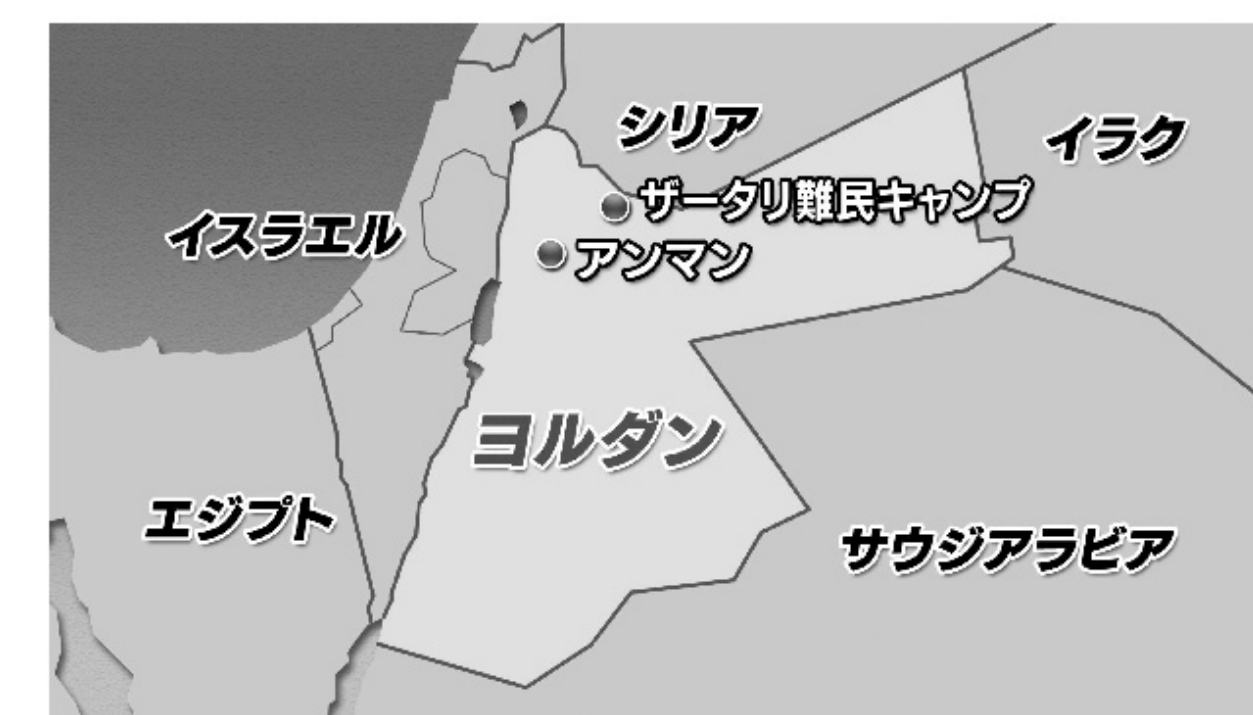 シリア
イラク
ザータリ難民キャンプ
イスラエル
アンマン
ヨルダン
エジプト
サウジアラビア